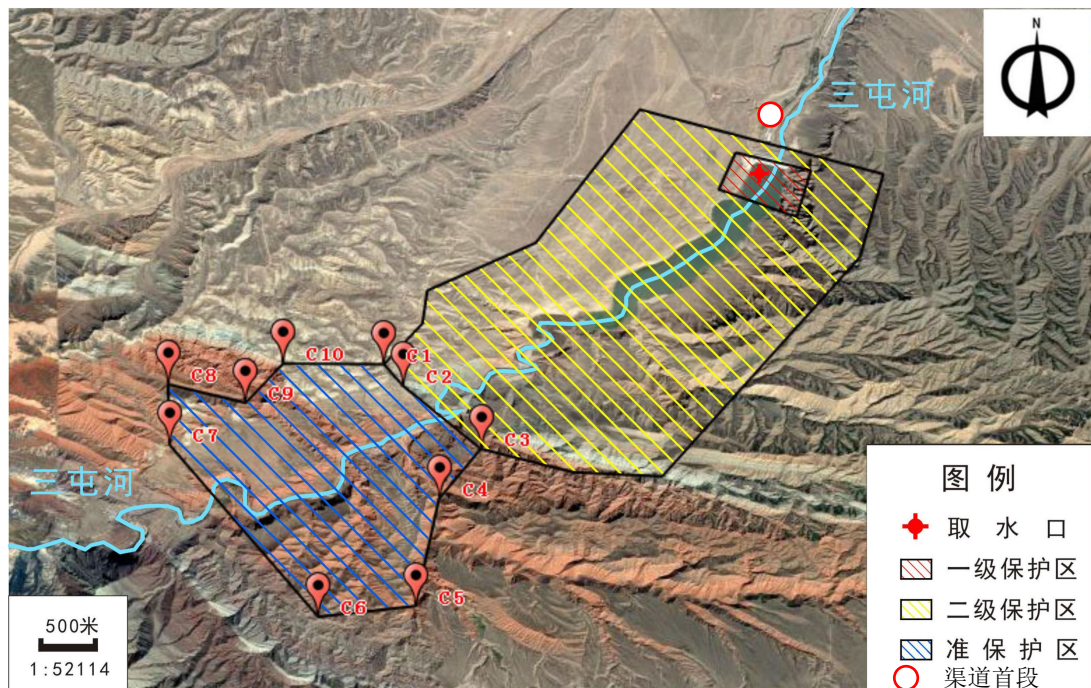 N
三屯河
C10
C1
C8
C9
C2
C7
C3
三屯河
C4
C6
C5
500米
1:52114
图例
取水口
一级保护区
二级保护区
准保护区
渠道首段